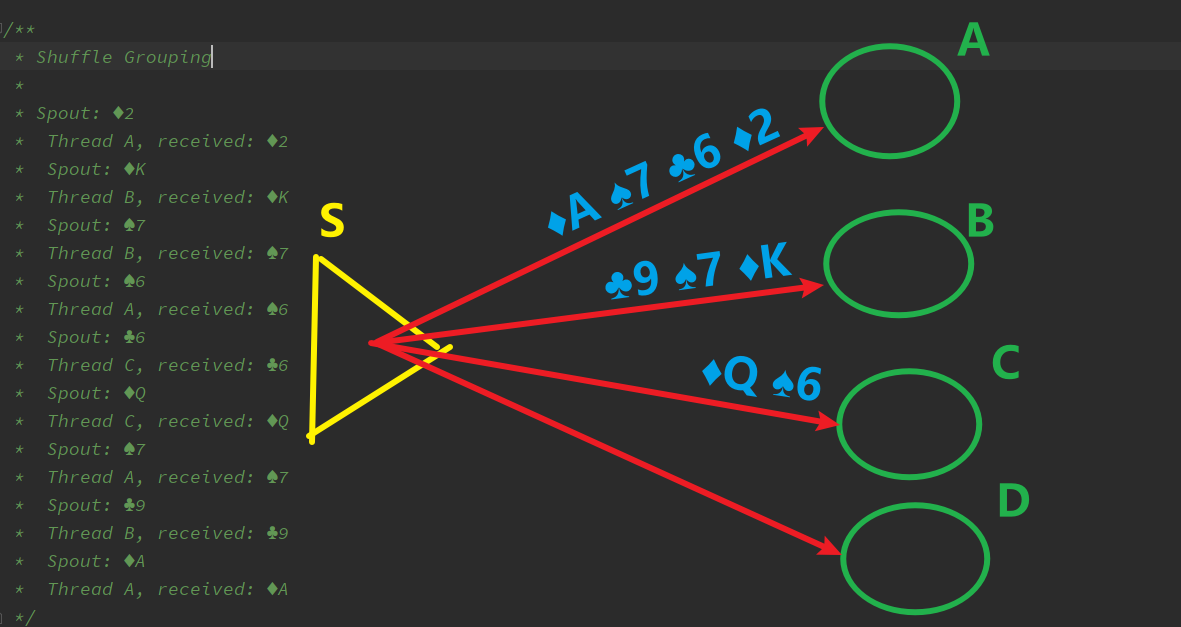 /**
* Shuffle Grouping
*
* Spout: ♦2
* Thread A, received: ♦2
* Spout: ♦K
* Thread B, received: ♦K
* Spout: ♠7
* Thread B, received: ♠7
* Spout: ♠6
* Thread A, received: ♠6
* Spout: ♣6
* Thread C, received: ♣6
* Spout: ♦Q
* Thread C, received: ♦Q
* Spout: ♠7
* Thread A, received: ♠7
* Spout: ♣9
* Thread B, received: ♣9
* Spout: ♦A
* Thread A, received: ♦A
*/
S
♦A ♠7 ♣6 ♦2
A
♣9 ♠7 ♦K
B
♦Q ♠6
C
D